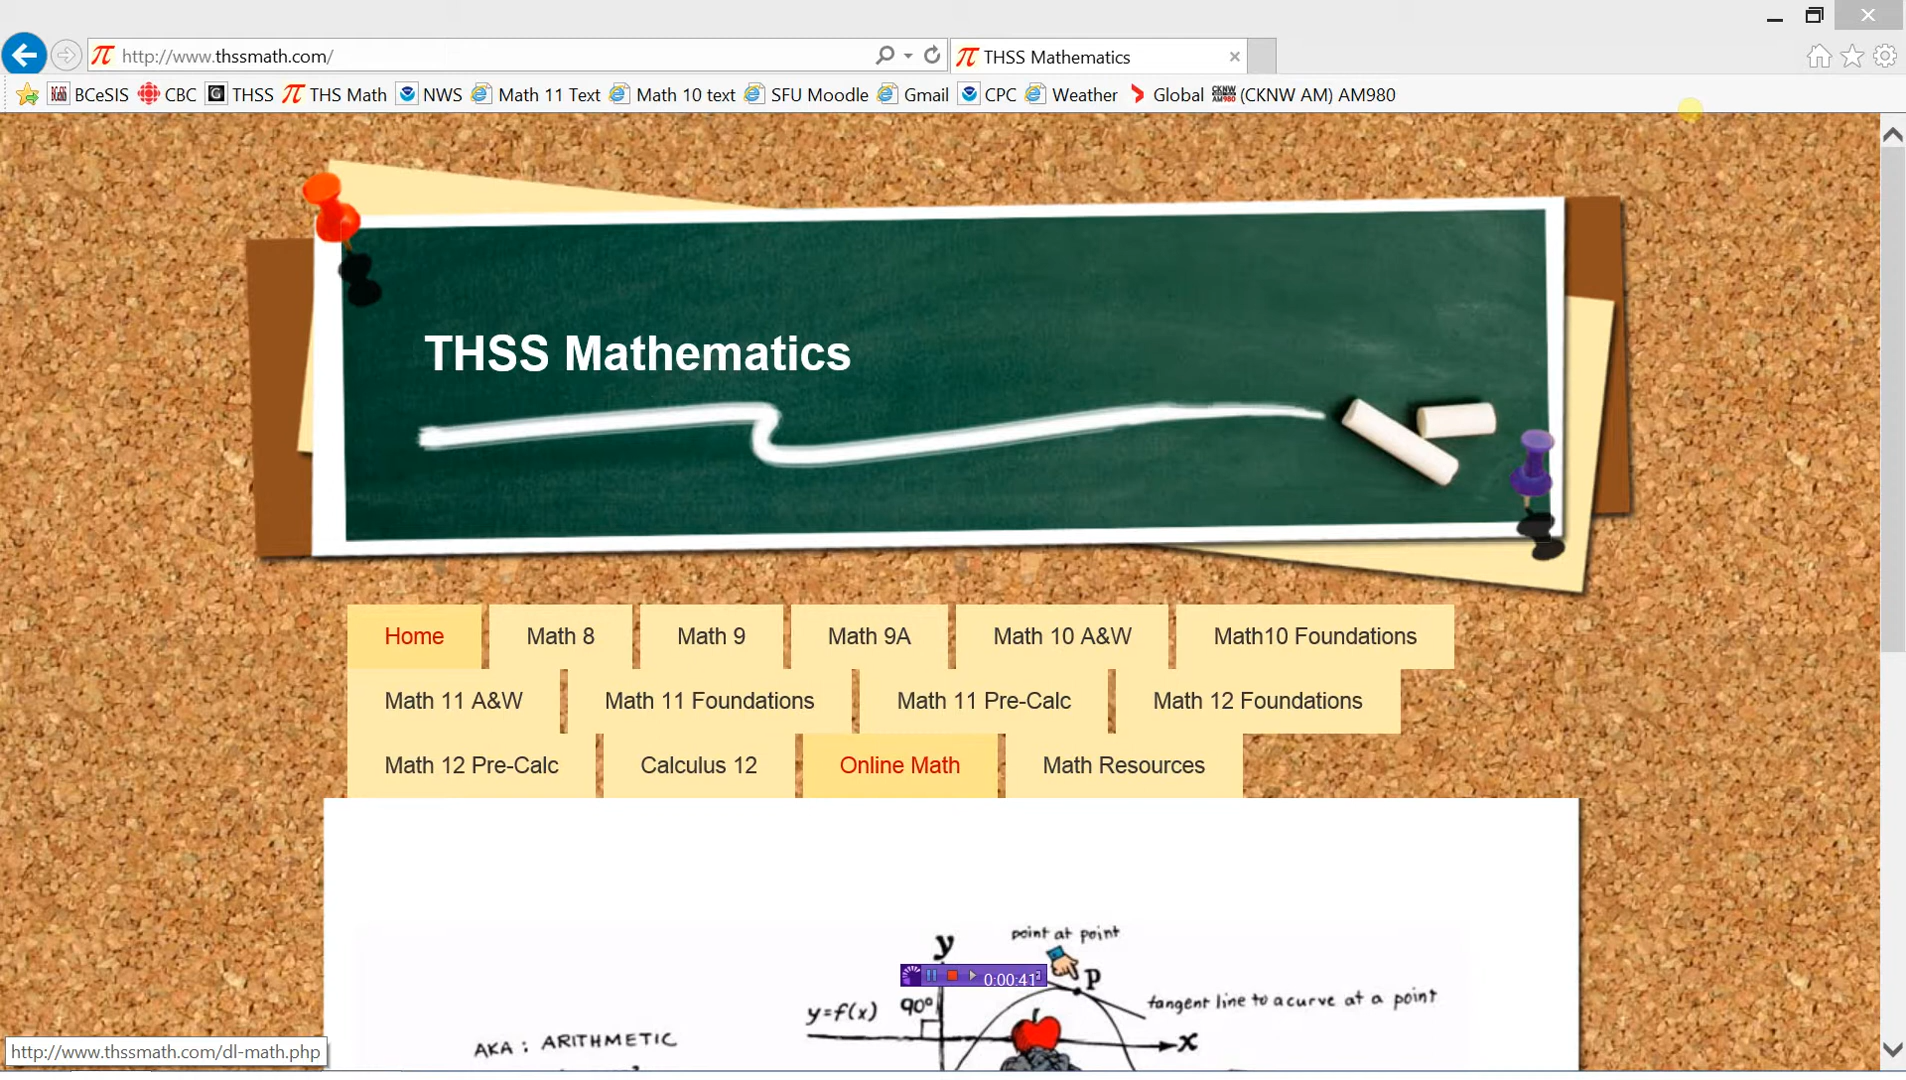 http://www.thssmath.com/
THSS Mathematics
BCeSIS CBC THSS THS Math NWS Math 11 Text Math 10 text SFU Moodle Gmail CPC Weather Global (CKNW AM) AM980
THSS Mathematics
Home Math 8 Math 9 Math 9A Math 10 A&W Math10 Foundations
Math 11 A&W Math 11 Foundations Math 11 Pre-Calc Math 12 Foundations
Math 12 Pre-Calc Calculus 12 Online Math Math Resources
point at point
y
0:00:41
p
y=f(x) 90°
tangent line to a curve at a point
AKA: ARITHMETIC
x
http://www.thssmath.com/dl-math.php